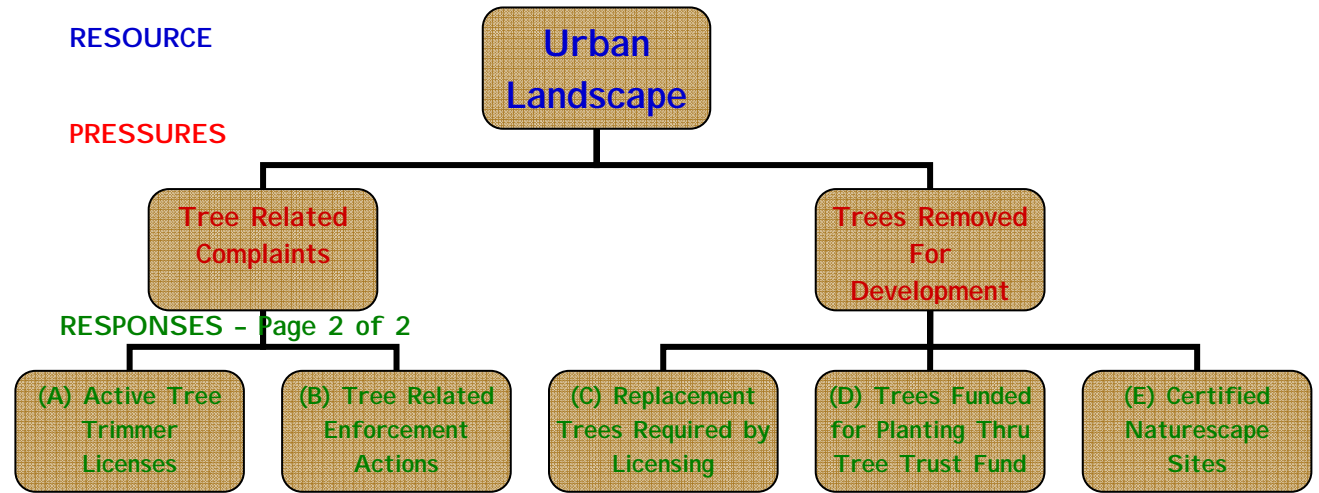 RESOURCE
Urban
Landscape
PRESSURES
Tree Related
Complaints
Trees Removed
For
Development
RESPONSES – Page 2 of 2
(A) Active Tree
Trimmer
Licenses
(B) Tree Related
Enforcement
Actions
(C) Replacement
Trees Required by
Licensing
(D) Trees Funded
for Planting Thru
Tree Trust Fund
(E) Certified
Naturescape
Sites